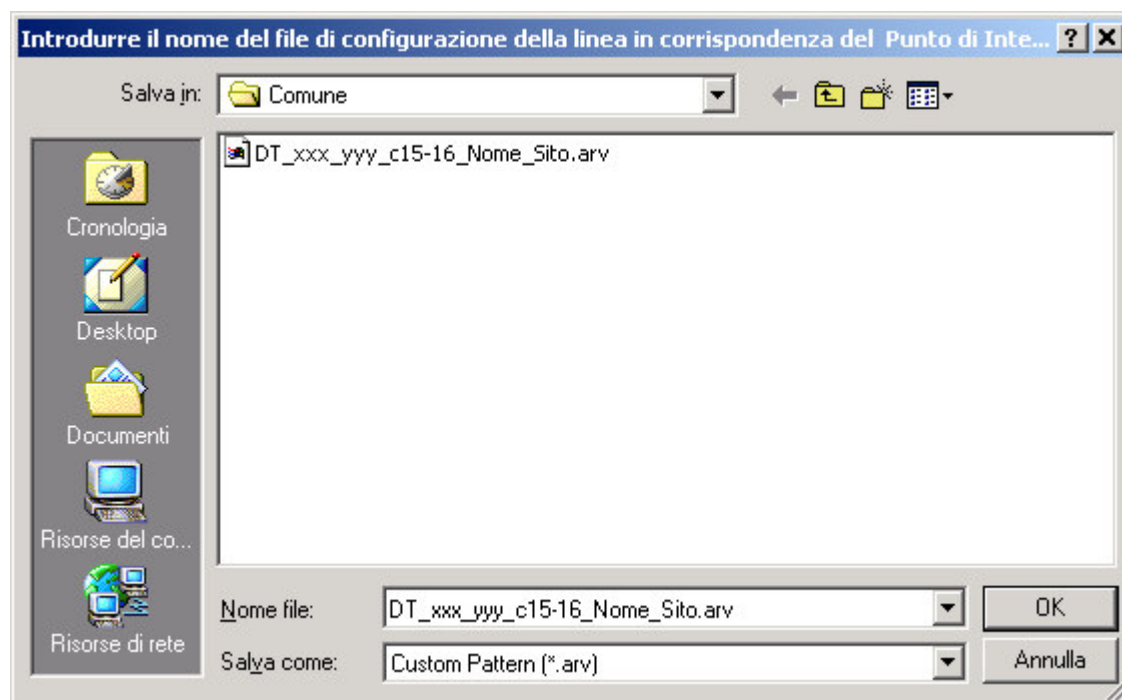 Introdurre il nome del file di configurazione della linea in corrispondenza del Punto di Inte...
Salva in:
Comune
DT_xxx_yyy_c15-16_Nome_Sito.arv
Cronologia
Desktop
Documenti
Risorse del co...
Risorse di rete
Nome file:
DT_xxx_yyy_c15-16_Nome_Sito.arv
OK
Salva come:
Custom Pattern (*.arv)
Annulla